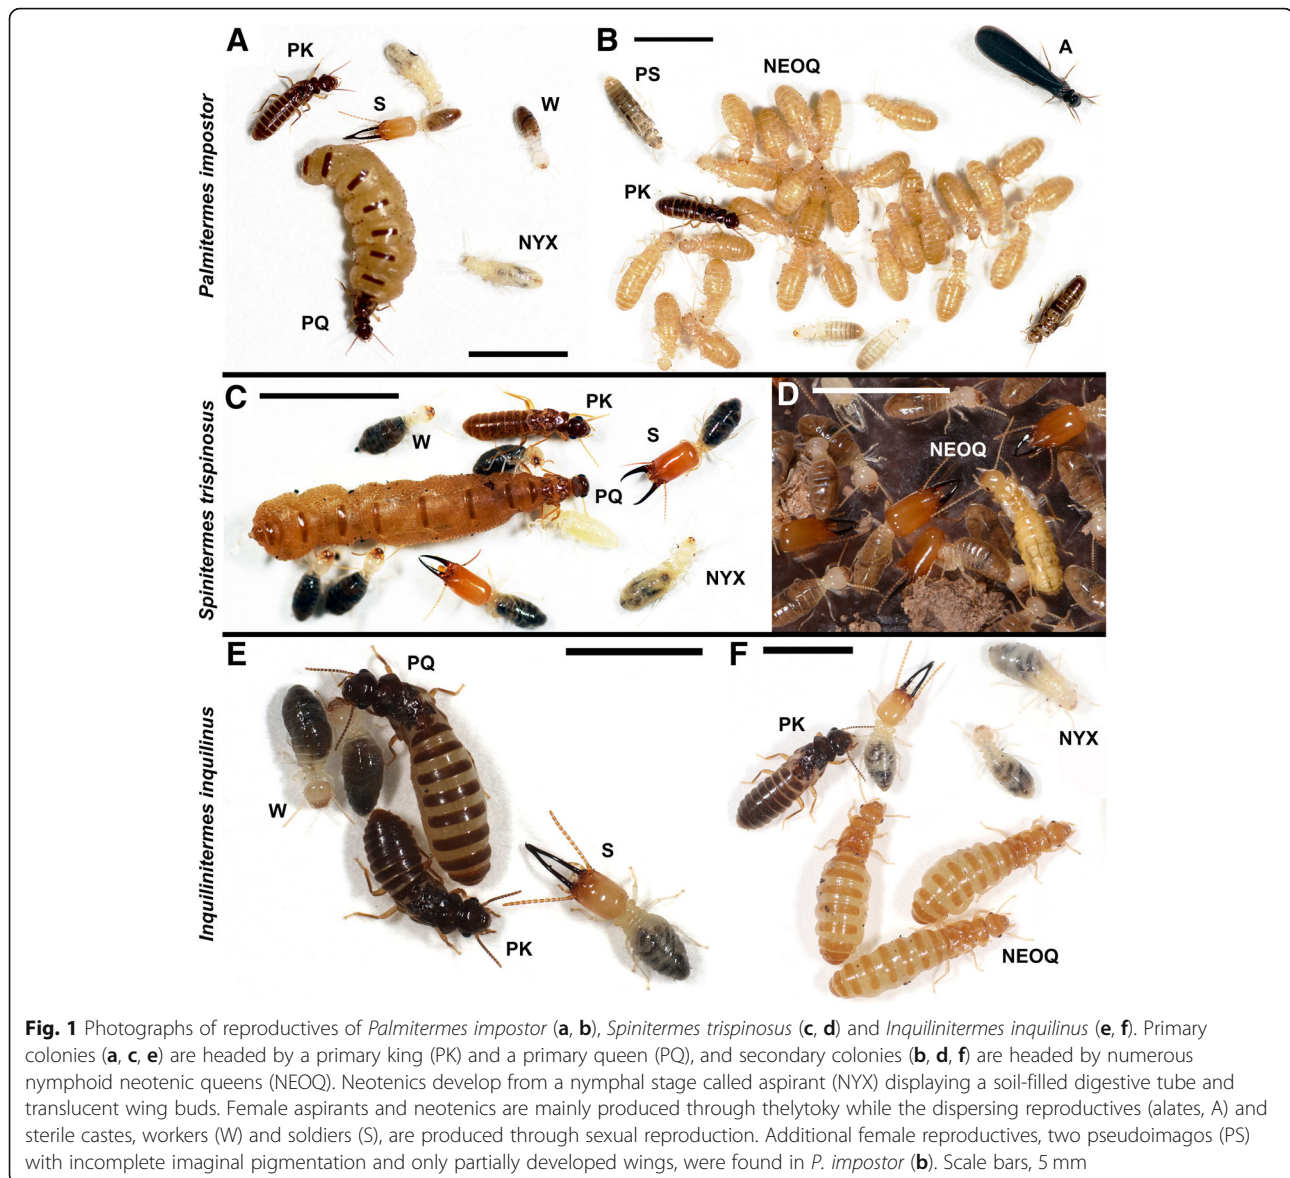 A
PK
S
W
NYX
PQ
Palmitermes impostor
B
PS
NEOQ
A
PK
C
W
PK
S
PQ
NYX
Spinitermes trispinosus
D
NEOQ
E
PQ
W
S
PK
Inquilinitermes inquilinus
F
PK
NYX
NEOQ
Fig. 1 Photographs of reproductives of Palmitermes impostor (a, b), Spinitermes trispinosus (c, d) and Inquilinitermes inquilinus (e, f). Primary
colonies (a, c, e) are headed by a primary king (PK) and a primary queen (PQ), and secondary colonies (b, d, f) are headed by numerous
nymphoid neotenic queens (NEOQ). Neotenics develop from a nymphal stage called aspirant (NYX) displaying a soil-filled digestive tube and
translucent wing buds. Female aspirants and neotenics are mainly produced through thelytoky while the dispersing reproductives (alates, A) and
sterile castes, workers (W) and soldiers (S), are produced through sexual reproduction. Additional female reproductives, two pseudoimagos (PS)
with incomplete imaginal pigmentation and only partially developed wings, were found in P. impostor (b). Scale bars, 5 mm